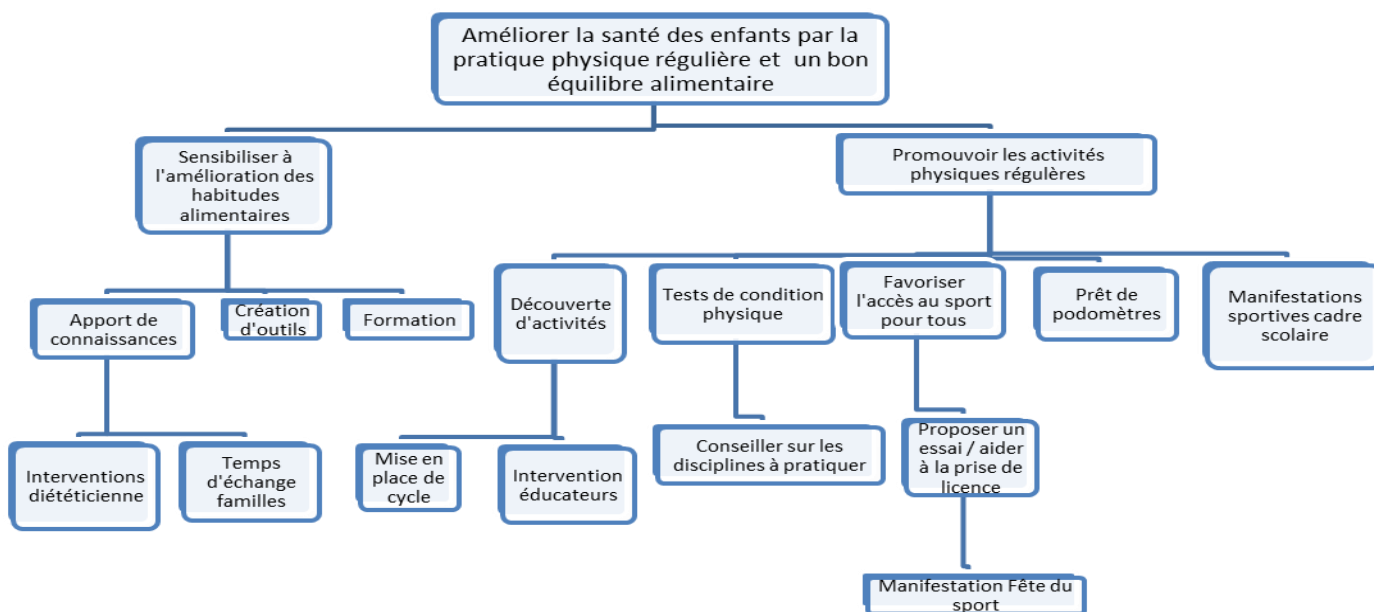 Améliorer la santé des enfants par la
pratique physique régulière et un bon
équilibre alimentaire
Sensibiliser à
l'amélioration des
habitudes
alimentaires
Promouvoir les activités
physiques régulères
Apport de
connaissances
Création
d'outils
Formation
Découverte
d'activités
Tests de condition
physique
Favoriser
l'accès au sport
pour tous
Prêt de
podomètres
Manifestations
sportives cadre
scolaire
Interventions
diététicienne
Temps
d'échange
familles
Mise en
place de
cycle
Intervention
éducateurs
Conseiller sur les
disciplines à pratiquer
Proposer un
essai / aider
à la prise de
licence
Manifestation Fête du
sport